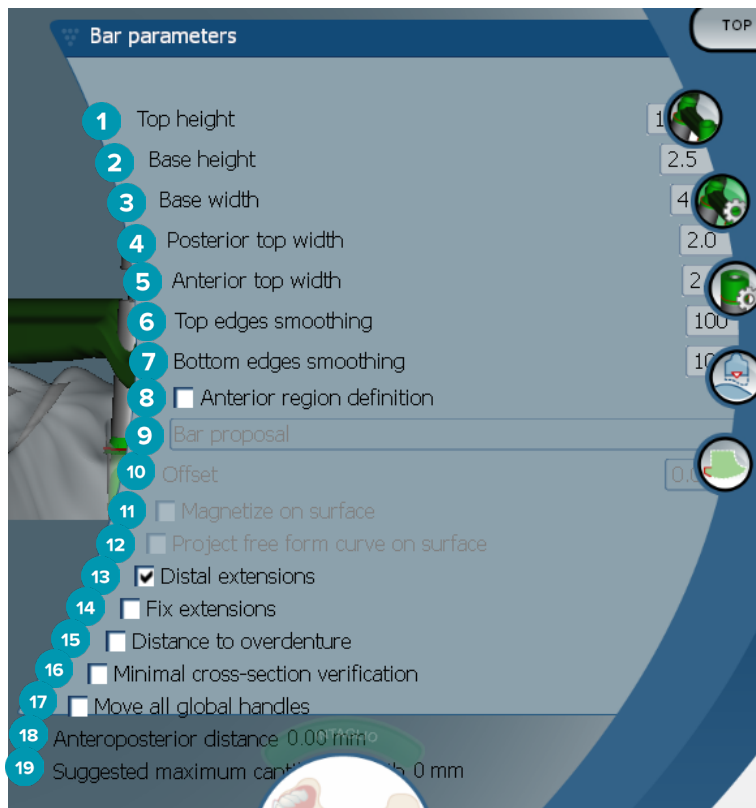 Bar parameters
TOP
1 Top height 1
2 Base height 2.5
3 Base width 4
4 Posterior top width 2.0
5 Anterior top width 2
6 Top edges smoothing 100
7 Bottom edges smoothing 10
8 Anterior region definition
9 Bar proposal
10 Offset 0.0
11 Magnetize on surface
12 Project free form curve on surface
13 Distal extensions
14 Fix extensions
15 Distance to overdenture
16 Minimal cross-section verification
17 Move all global handles
18 Anteroposterior distance 0.00 mm
19 Suggested maximum 0 mm